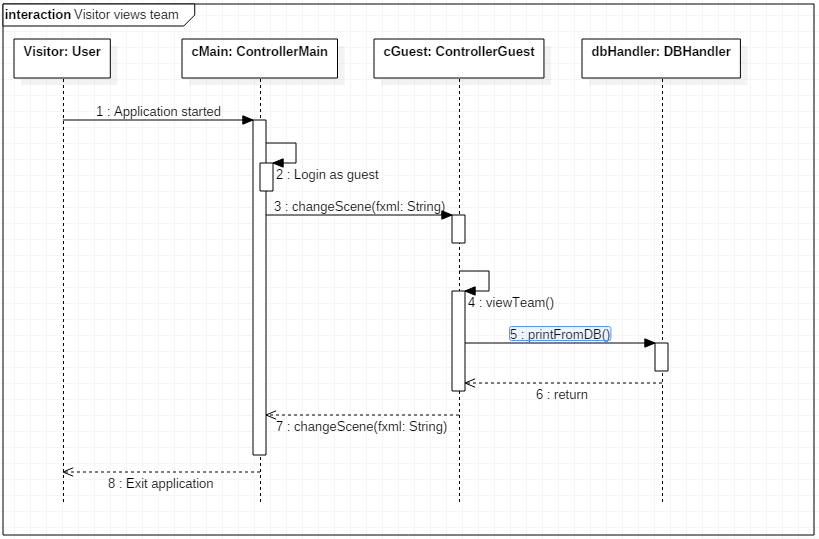 interaction Visitor views team
Visitor: User
cMain: ControllerMain
cGuest: ControllerGuest
dbHandler: DBHandler
1 : Application started
2 : Login as guest
3 : changeScene(fxml: String)
4 : viewTeam()
5 : printFromDB()
6 : return
7 : changeScene(fxml: String)
8 : Exit application